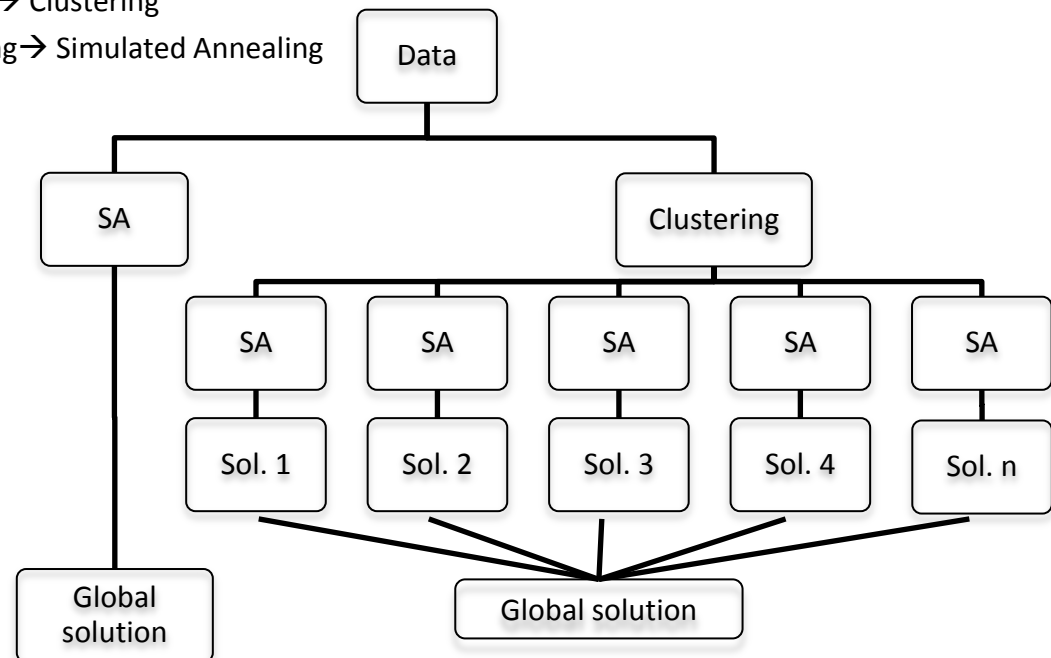 → Clustering
→ Simulated Annealing
Data
SA
Clustering
SA
SA
SA
SA
SA
Sol. 1
Sol. 2
Sol. 3
Sol. 4
Sol. n
Global
solution
Global solution